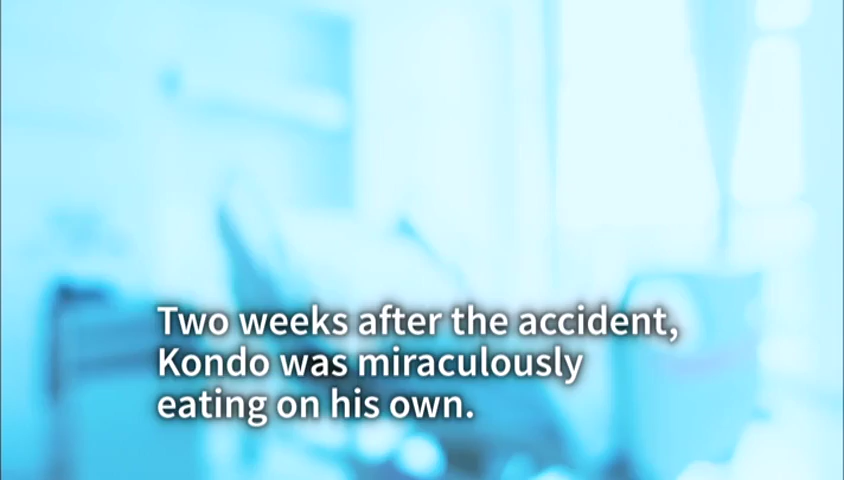 Two weeks after the accident,
Kondo was miraculously
eating on his own.